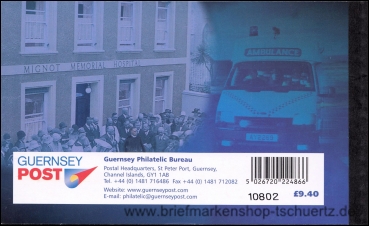 MIGNOT MEMORIAL HOSPITAL
AMBULANCE
GUERNSEY
POST
Guernsey Philatelic Bureau
Postal Headquarters, St Peter Port, Guernsey,
Channel Islands, GY1 1AB
Tel. +44 (0) 1481 716486 Fax +44 (0) 1481 712082
Website: www.guernseypost.com
E-mail: philatelic@guernseypost.com
5 026720 224866
10802
£9.40
www.briefmarkenshop-tschuertz.de